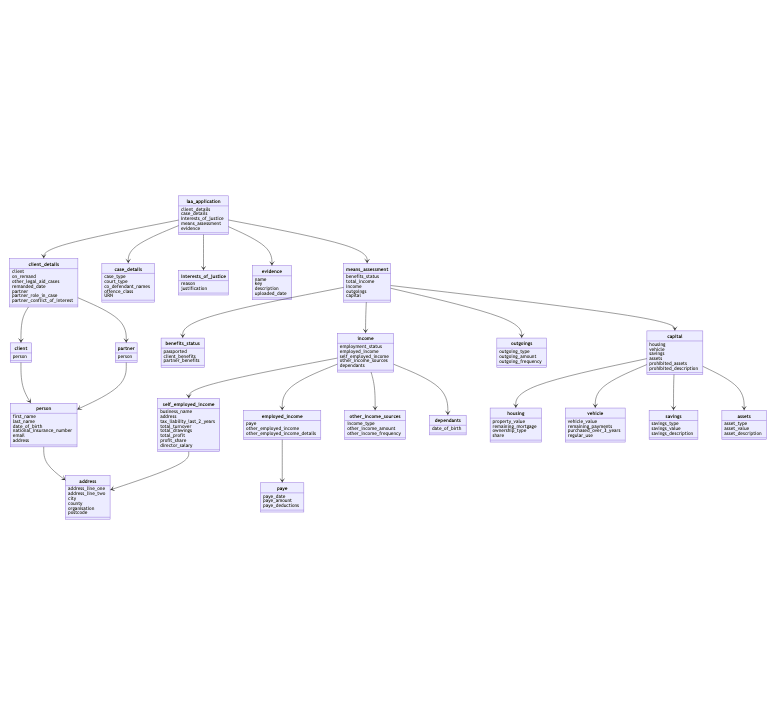 laa_application
client_details
case_details
interests_of_justice
means_assessment
evidence
client_details
client
on_remand
other_legal_aid_cases
remanded_date
partner
partner_role_in_case
partner_conflict_of_interest
case_details
case_type
court_type
co_defendant_names
offence_class
URN
interests_of_justice
reason
justification
evidence
name
key
description
uploaded_date
means_assessment
benefits_status
total_income
income
outgoings
capital
client
person
partner
person
benefits_status
passported
client_benefits
partner_benefits
income
employment_status
employed_income
self_employed_income
other_income_sources
dependants
outgoings
outgoing_type
outgoing_amount
outgoing_frequency
capital
housing
vehicle
savings
assets
prohibited_assets
prohibited_description
person
first_name
last_name
date_of_birth
national_insurance_number
email
address
self_employed_income
business_name
address
tax_liability_last_2_years
total_turnover
total_drawings
total_profit
profit_share
director_salary
employed_income
paye
other_employed_income
other_employed_income_details
other_income_sources
income_type
other_income_amount
other_income_frequency
dependants
date_of_birth
housing
property_value
remaining_mortgage
ownership_type
share
vehicle
vehicle_value
remaining_payments
purchased_over_3_years
regular_use
savings
savings_type
savings_value
savings_description
assets
asset_type
asset_value
asset_description
address
address_line_one
address_line_two
city
county
organisation
postcode
paye
paye_date
paye_amount
paye_deductions